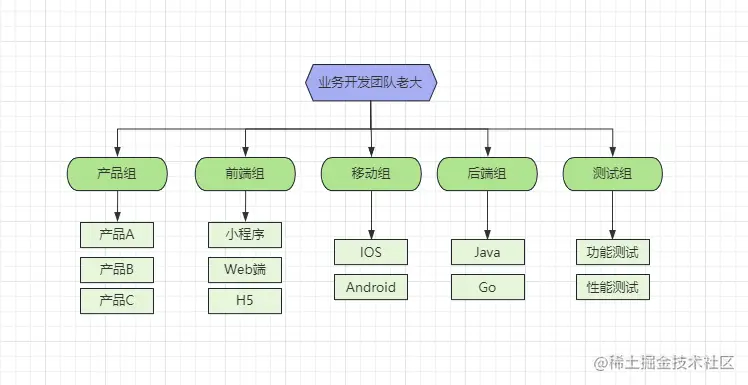 业务开发团队老大
产品组
前端组
移动组
后端组
测试组
产品A
小程序
IOS
Java
功能测试
产品B
Web端
Android
Go
性能测试
产品C
H5
@稀土掘金技术社区